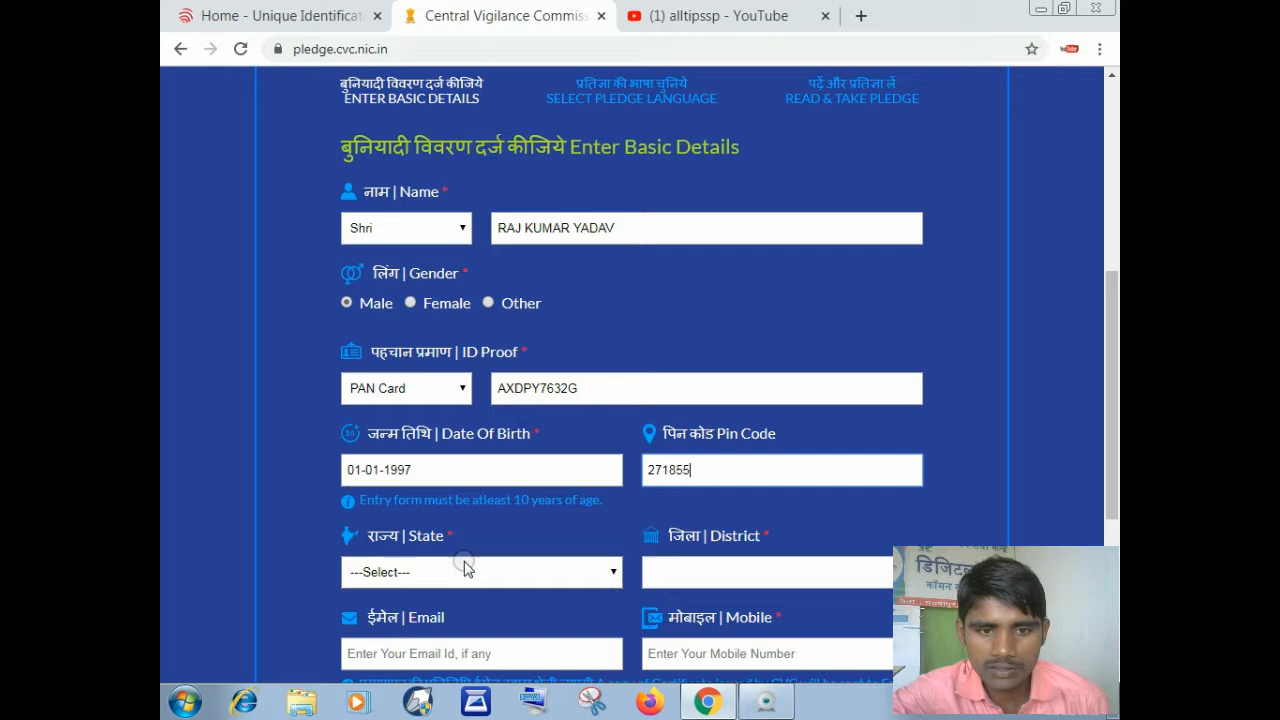 Home - Unique Identificat
Central Vigilance Commiss
(1) alltipssp - YouTube
pledge.cvc.nic.in
बुनियादी विवरण दर्ज कीजिये
ENTER BASIC DETAILS
प्रतिज्ञा की भाषा चुनिये
SELECT PLEDGE LANGUAGE
पढ़ें और प्रतिज्ञा लें
READ & TAKE PLEDGE
बुनियादी विवरण दर्ज कीजिये Enter Basic Details
नाम | Name *
Shri
RAJ KUMAR YADAV
लिंग | Gender *
Male Female Other
पहचान प्रमाण | ID Proof *
PAN Card
AXDPY7632G
जन्म तिथि | Date Of Birth *
पिन कोड Pin Code
01-01-1997
271855
Entry form must be atleast 10 years of age.
राज्य | State *
जिला | District *
---Select---
ईमेल | Email
मोबाइल | Mobile *
Enter Your Email Id, if any
Enter Your Mobile Number
डिजिटल
कॉमन